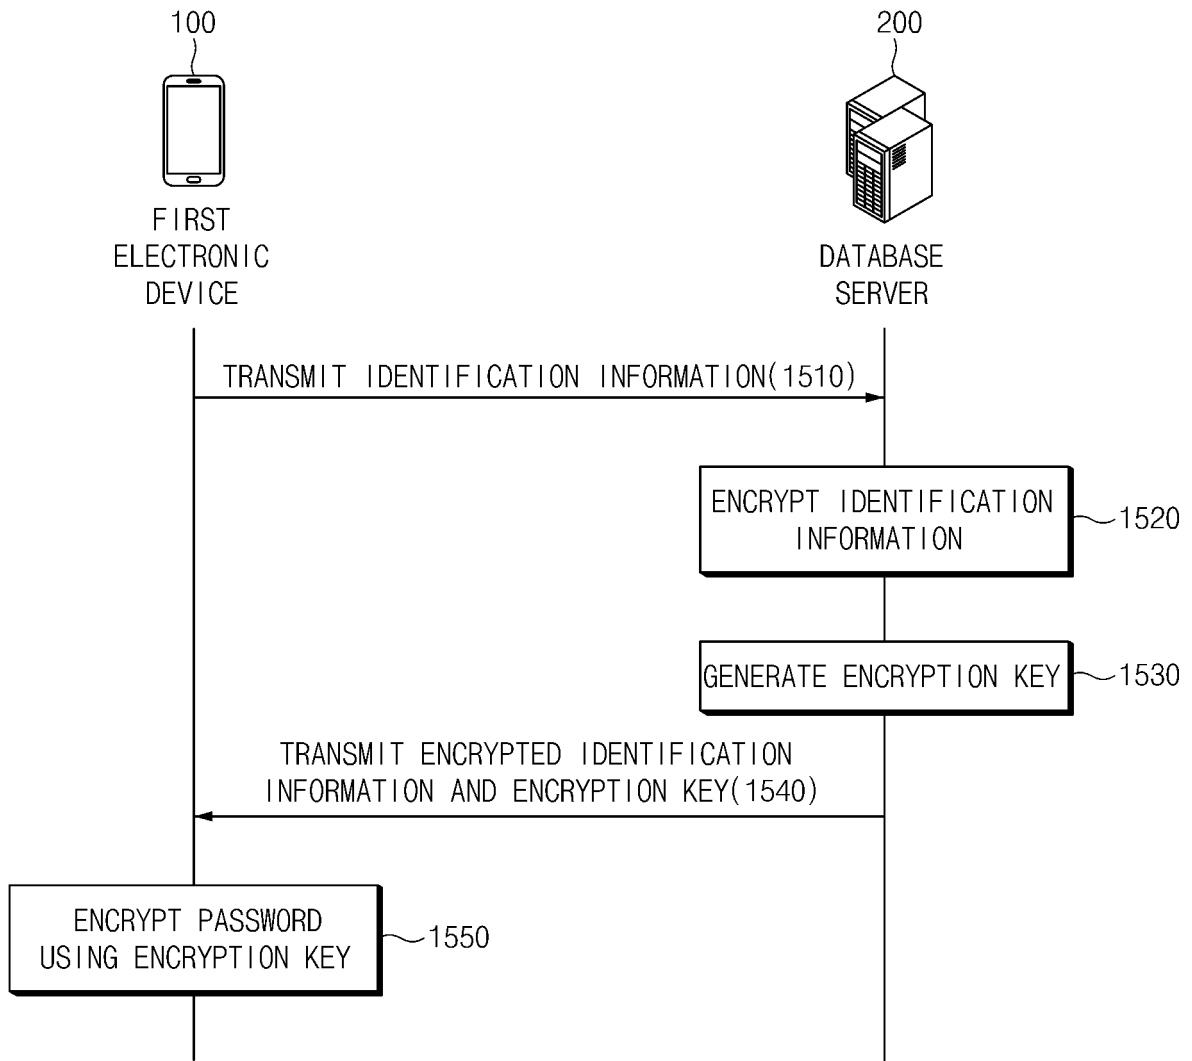 100
200
FIRST
ELECTRONIC
DEVICE
DATABASE
SERVER
TRANSMIT IDENTIFICATION INFORMATION(1510)
ENCRYPT IDENTIFICATION
INFORMATION
1520
GENERATE ENCRYPTION KEY
1530
TRANSMIT ENCRYPTED IDENTIFICATION
INFORMATION AND ENCRYPTION KEY(1540)
ENCRYPT PASSWORD
USING ENCRYPTION KEY
1550